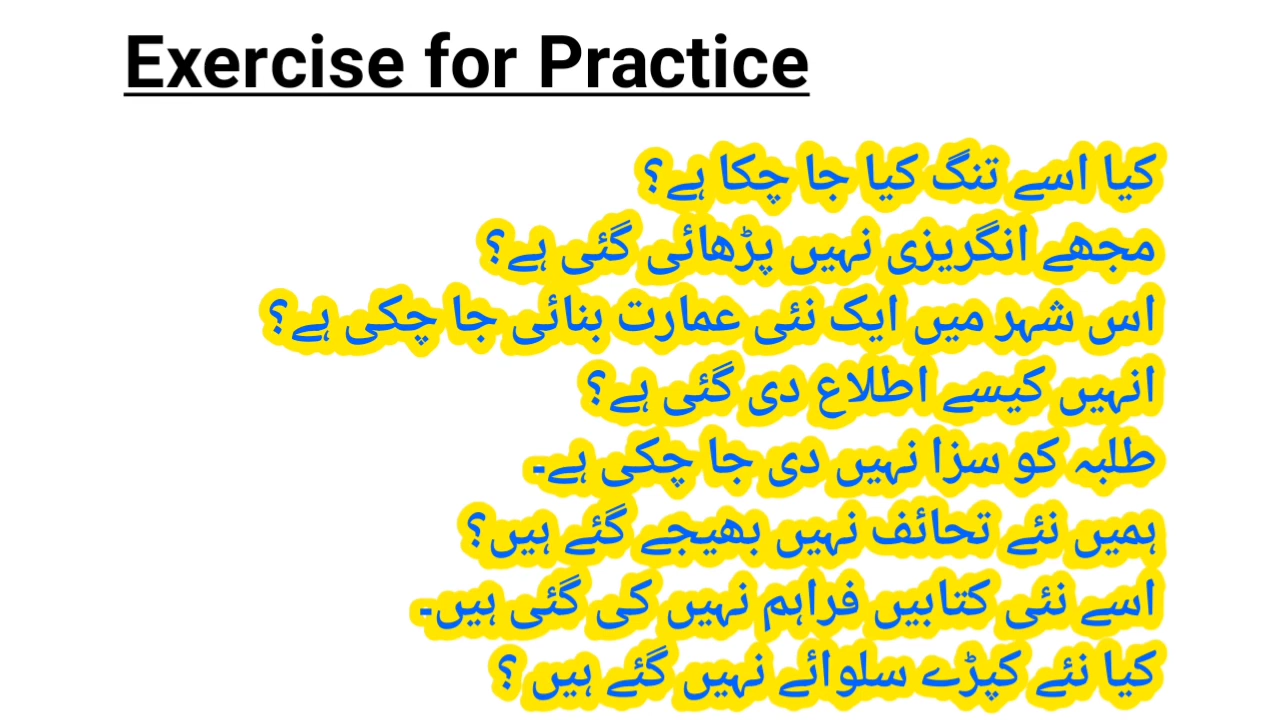 Exercise for Practice
کیا اسے تنگ کیا جا چکا ہے؟
مجھے انگریزی نہیں پڑھائی گئی ہے؟
اس شہر میں ایک نئی عمارت بنائی جا چکی ہے؟
انہیں کیسے اطلاع دی گئی ہے؟
طلبہ کو سزا نہیں دی جا چکی ہے۔
ہمیں نئے تحائف نہیں بھیجے گئے ہیں؟
اسے نئی کتابیں فراہم نہیں کی گئی ہیں۔
کیا نئے کپڑے سلوائے نہیں گئے ہیں ؟